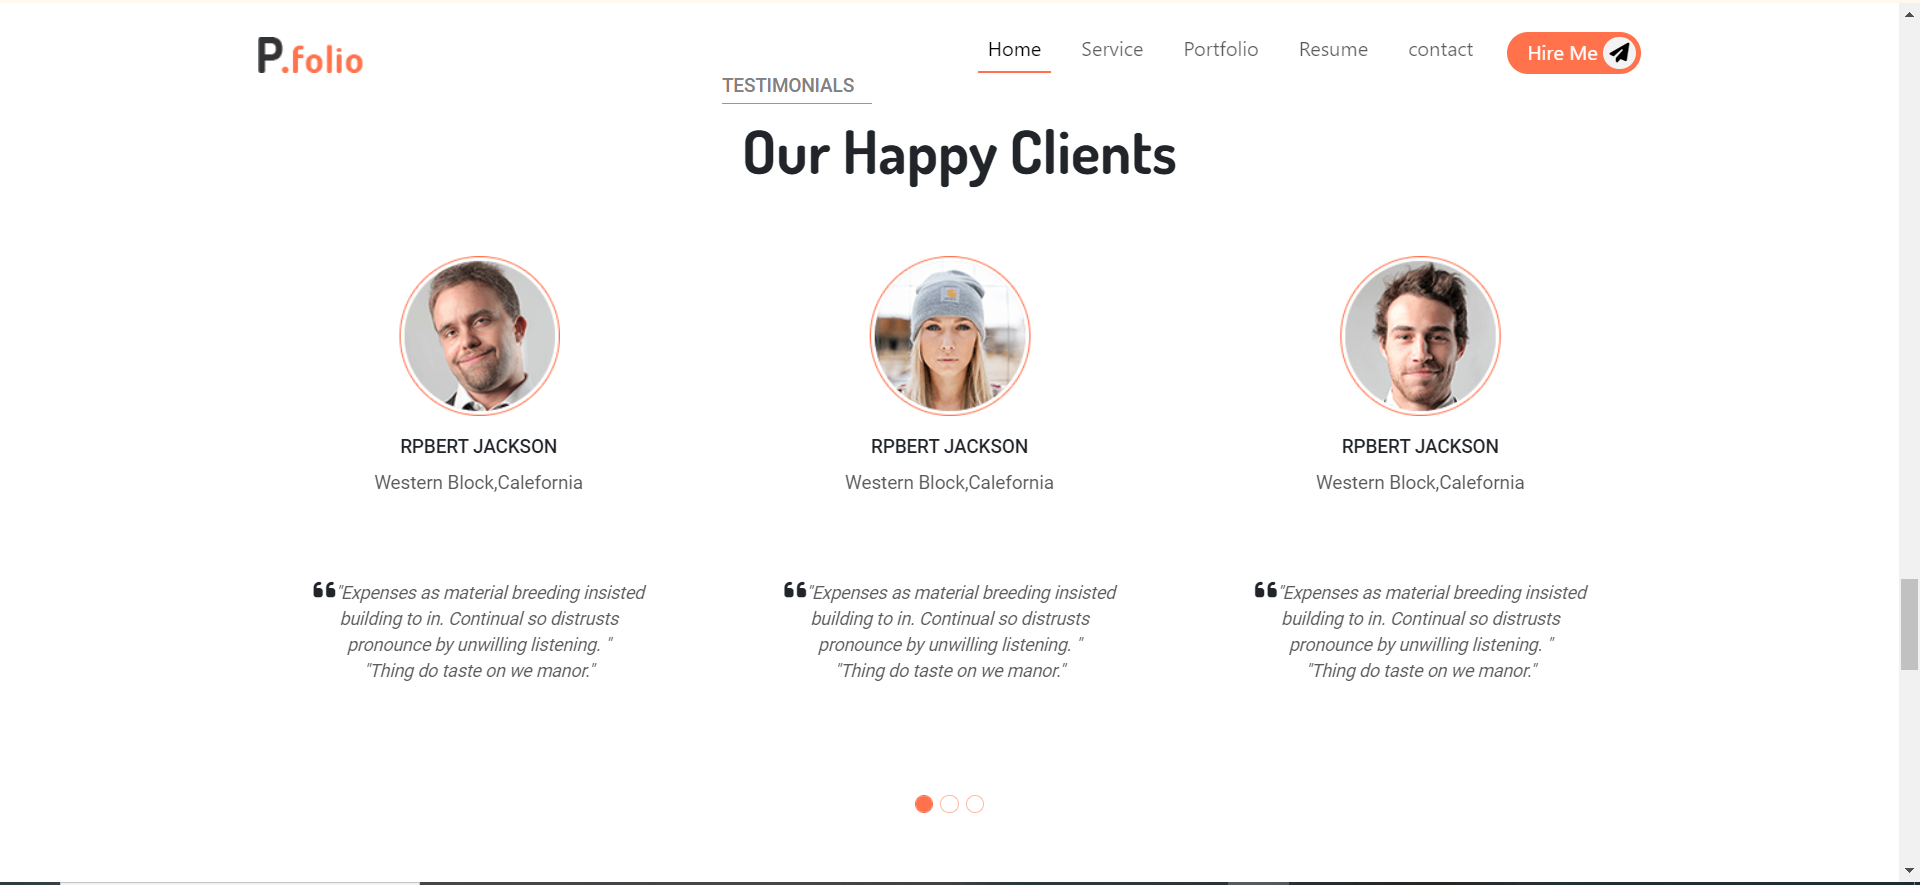 P.folio
Home Service Portfolio Resume contact Hire Me
TESTIMONIALS
Our Happy Clients
RPBERT JACKSON
Western Block,Calefornia
"Expenses as material breeding insisted
building to in. Continual so distrusts
pronounce by unwilling listening. "
"Thing do taste on we manor."
RPBERT JACKSON
Western Block,Calefornia
"Expenses as material breeding insisted
building to in. Continual so distrusts
pronounce by unwilling listening. "
"Thing do taste on we manor."
RPBERT JACKSON
Western Block,Calefornia
"Expenses as material breeding insisted
building to in. Continual so distrusts
pronounce by unwilling listening. "
"Thing do taste on we manor."